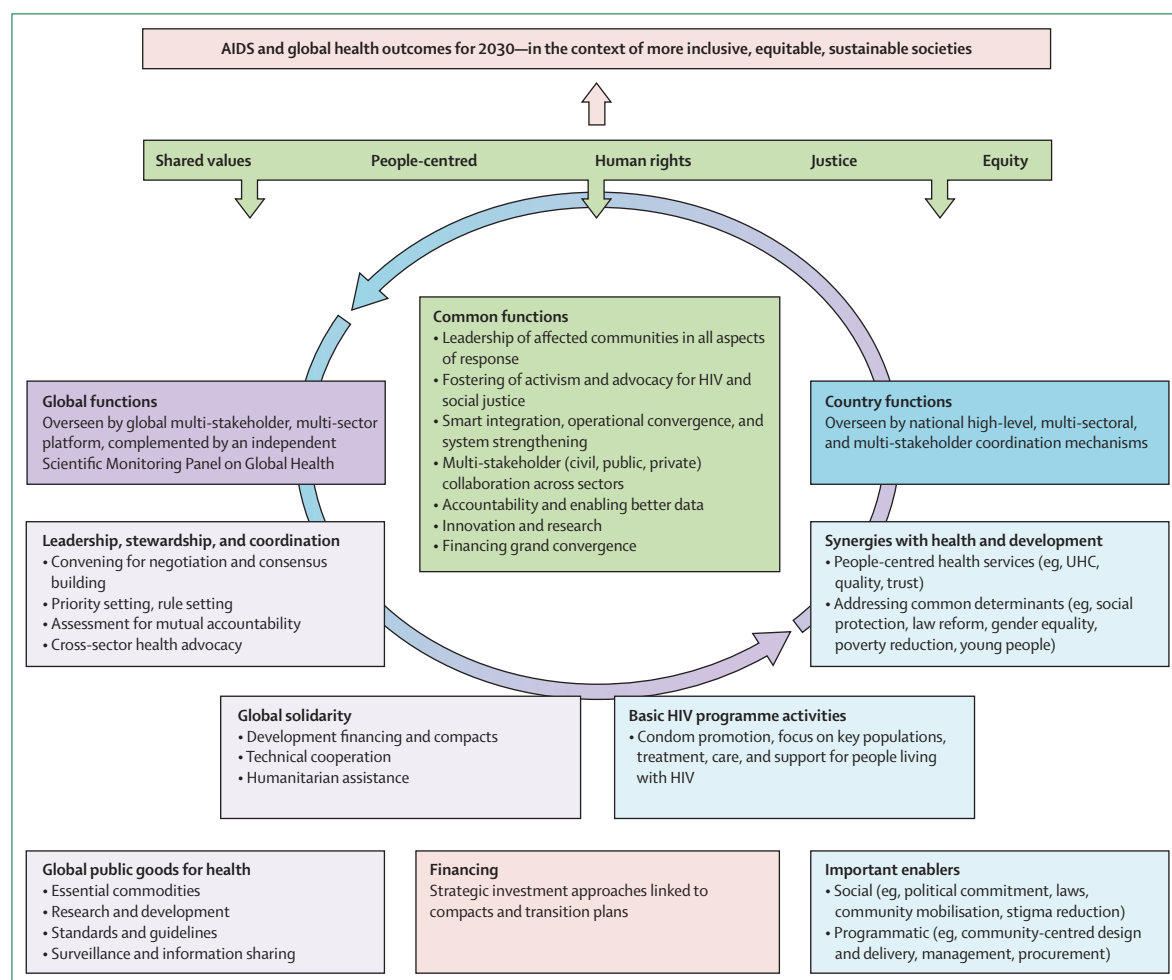 AIDS and global health outcomes for 2030—in the context of more inclusive, equitable, sustainable societies
Shared values People-centred Human rights Justice Equity
Common functions
• Leadership of affected communities in all aspects
of response
• Fostering of activism and advocacy for HIV and
social justice
• Smart integration, operational convergence, and
system strengthening
• Multi-stakeholder (civil, public, private)
collaboration across sectors
• Accountability and enabling better data
• Innovation and research
• Financing grand convergence
Global functions
Overseen by global multi-stakeholder, multi-sector
platform, complemented by an independent
Scientific Monitoring Panel on Global Health
Country functions
Overseen by national high-level, multi-sectoral,
and multi-stakeholder coordination mechanisms
Leadership, stewardship, and coordination
• Convening for negotiation and consensus
building
• Priority setting, rule setting
• Assessment for mutual accountability
• Cross-sector health advocacy
Synergies with health and development
• People-centred health services (eg, UHC,
quality, trust)
• Addressing common determinants (eg, social
protection, law reform, gender equality,
poverty reduction, young people)
Global solidarity
• Development financing and compacts
• Technical cooperation
• Humanitarian assistance
Basic HIV programme activities
• Condom promotion, focus on key populations,
treatment, care, and support for people living
with HIV
Global public goods for health
• Essential commodities
• Research and development
• Standards and guidelines
• Surveillance and information sharing
Financing
Strategic investment approaches linked to
compacts and transition plans
Important enablers
• Social (eg, political commitment, laws,
community mobilisation, stigma reduction)
• Programmatic (eg, community-centred design
and delivery, management, procurement)